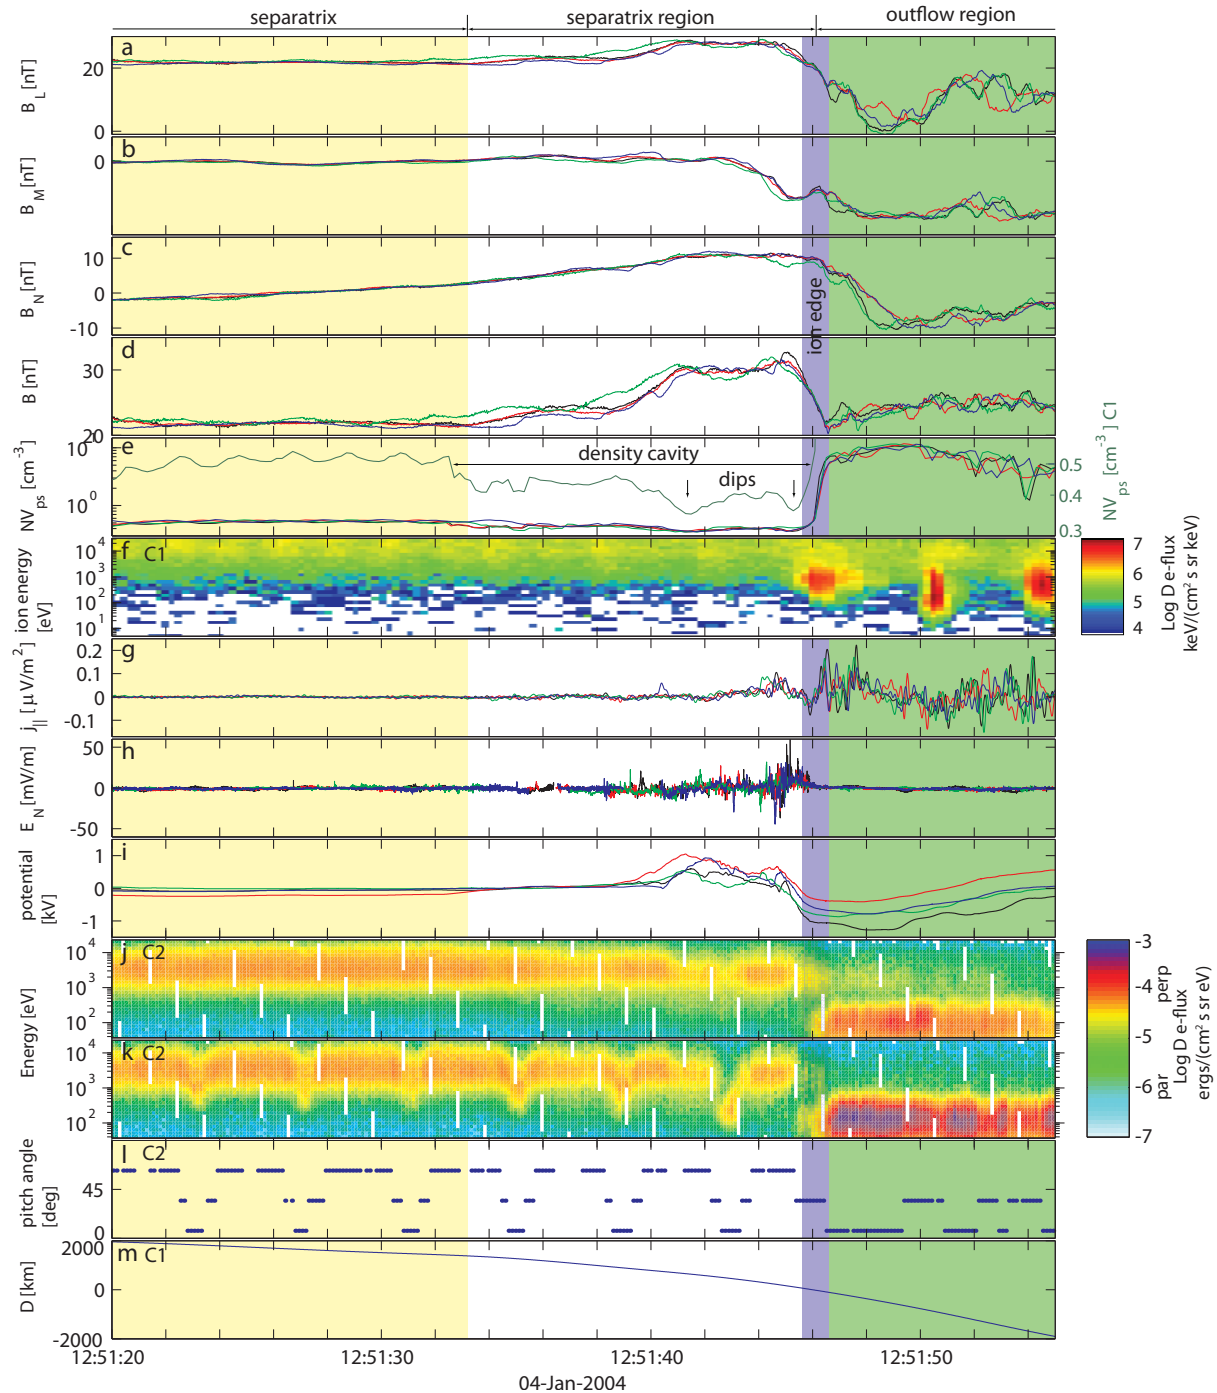 separatrix separatrix region outflow region
a
B_L [nT]
20
0
b
B_M [nT]
0
c
B_N [nT]
10
0
-10
ion edge
d
B [nT]
30
20
e
NV_ps [cm^-3]
10^1
10^0
density cavity
dips
0.5
0.4
0.3
NV_ps [cm^-3] C1
f C1
ion energy
[eV]
10^4
10^3
10^2
10^1
7
6
5
4
Log D e-flux
keV/(cm^2 s sr keV)
g
j_|| [μV/m^2]
0.2
0.1
0
-0.1
h
E_N [mV/m]
50
0
-50
i
potential
[kV]
1
0
-1
j C2
Energy [eV]
10^4
10^3
10^2
k C2
10^4
10^3
10^2
-3
-4
-5
-6
-7
par perp
Log D e-flux
ergs/(cm^2 s sr eV)
l C2
pitch angle
[deg]
45
0
m C1
D [km]
2000
0
-2000
12:51:20 12:51:30 12:51:40 12:51:50
04-Jan-2004